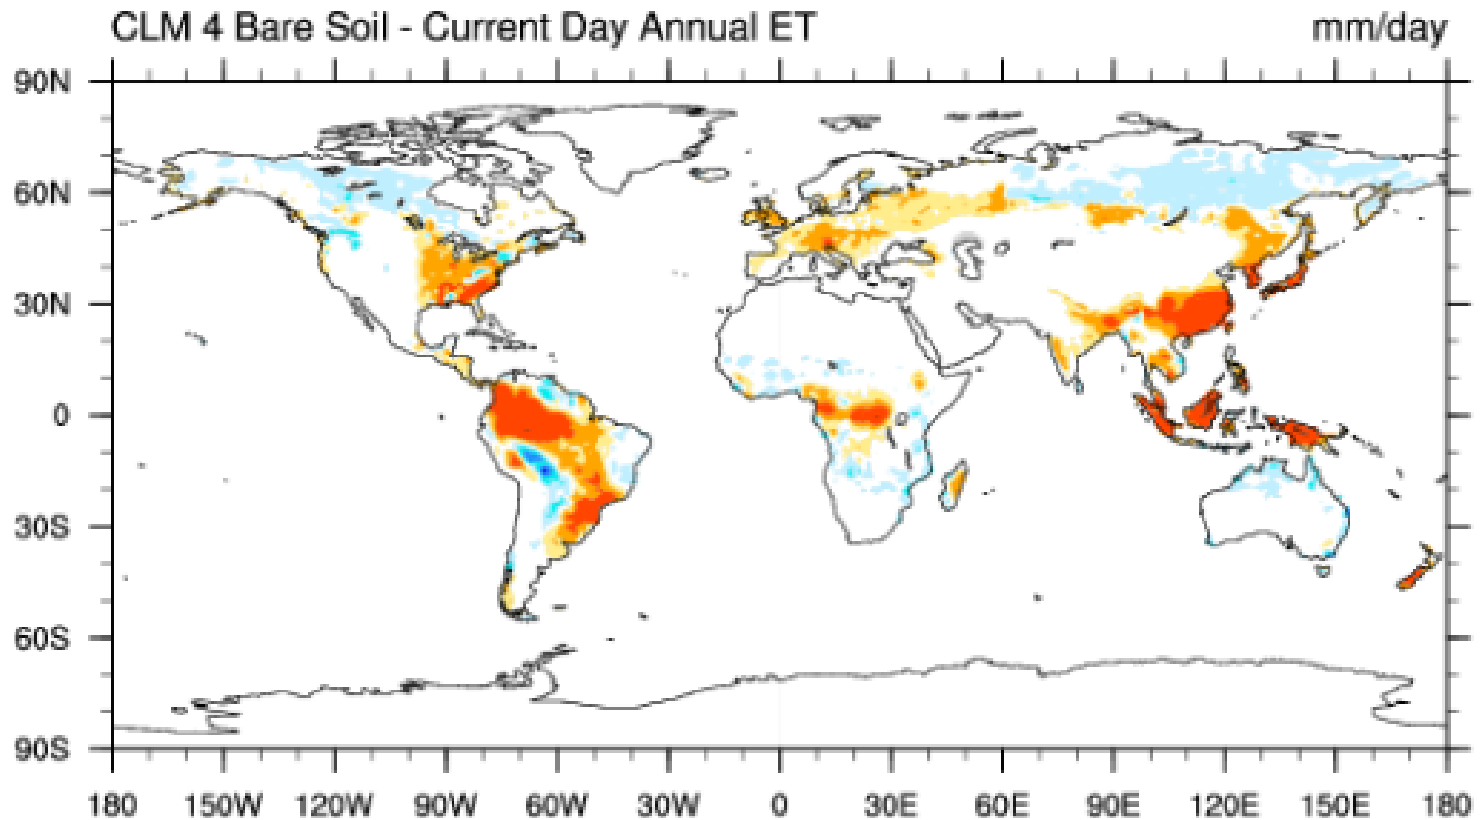 CLM 4 Bare Soil - Current Day Annual ET mm/day
90N
60N
30N
0
30S
60S
90S
180 150W 120W 90W 60W 30W 0 30E 60E 90E 120E 150E 180